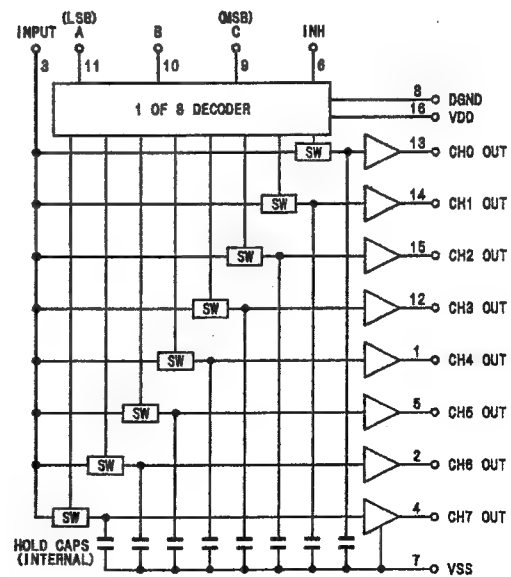 (LSB) (MSB)
INPUT A B C INH
3 11 10 9 6
1 OF 8 DECODER
8 DGND
16 VDD
SW 13 CH0 OUT
SW 14 CH1 OUT
SW 15 CH2 OUT
SW 12 CH3 OUT
SW 1 CH4 OUT
SW 5 CH5 OUT
SW 2 CH6 OUT
SW 4 CH7 OUT
HOLD CAPS
(INTERNAL)
7 VSS